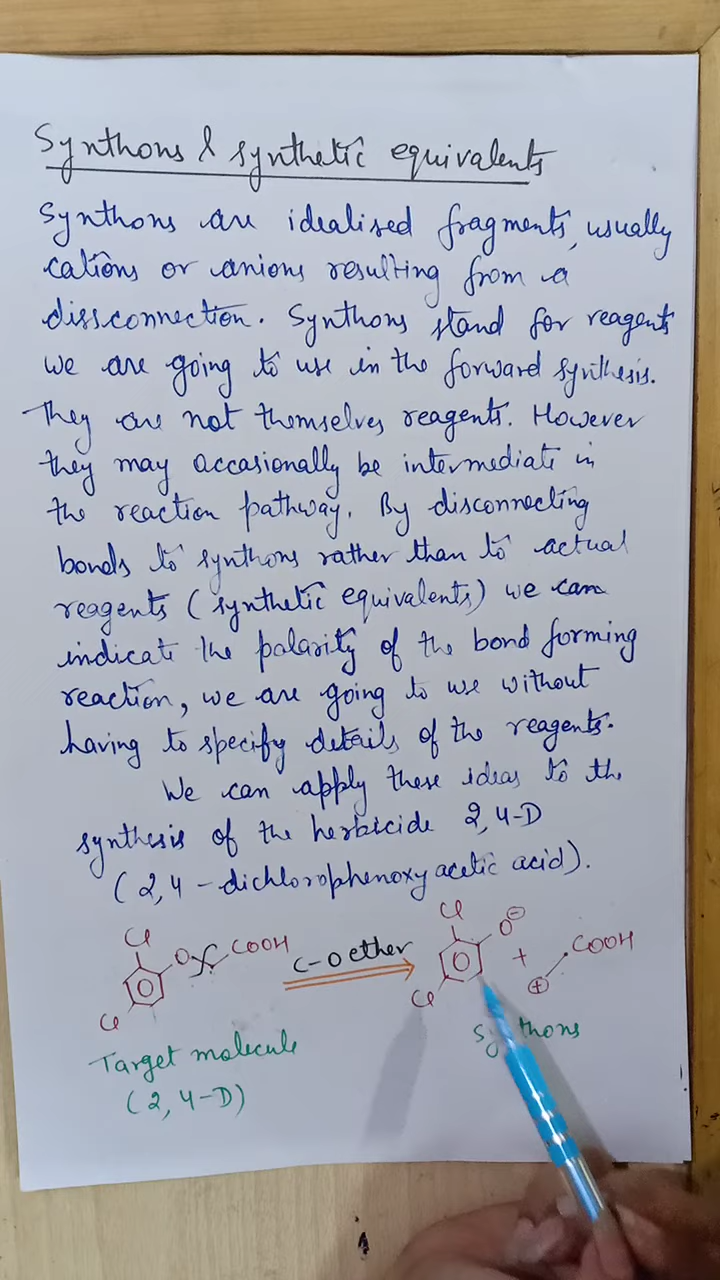 Synthons & synthetic equivalents
Synthons are idealised fragments, usually
cations or anions resulting from a
dissconnection. Synthons stand for reagents
we are going to use in the forward synthesis.
They are not themselves reagents. However
they may accasionally be intermediate in
the reaction pathway. By disconnecting
bonds to synthons rather than to actual
reagents (synthetic equivalents) we can
indicate the palarity of the bond forming
reaction, we are going to use without
having to specify details of the reagents.
We can apply these ideas to the
synthesis of the herbicide 2,4-D
(2,4-dichlorophenoxy acetic acid).
Cl O COOH Cl
C-O ether
Cl O⊖ + ⊕ COOH Cl
Target molecule
(2,4-D)
Synthons